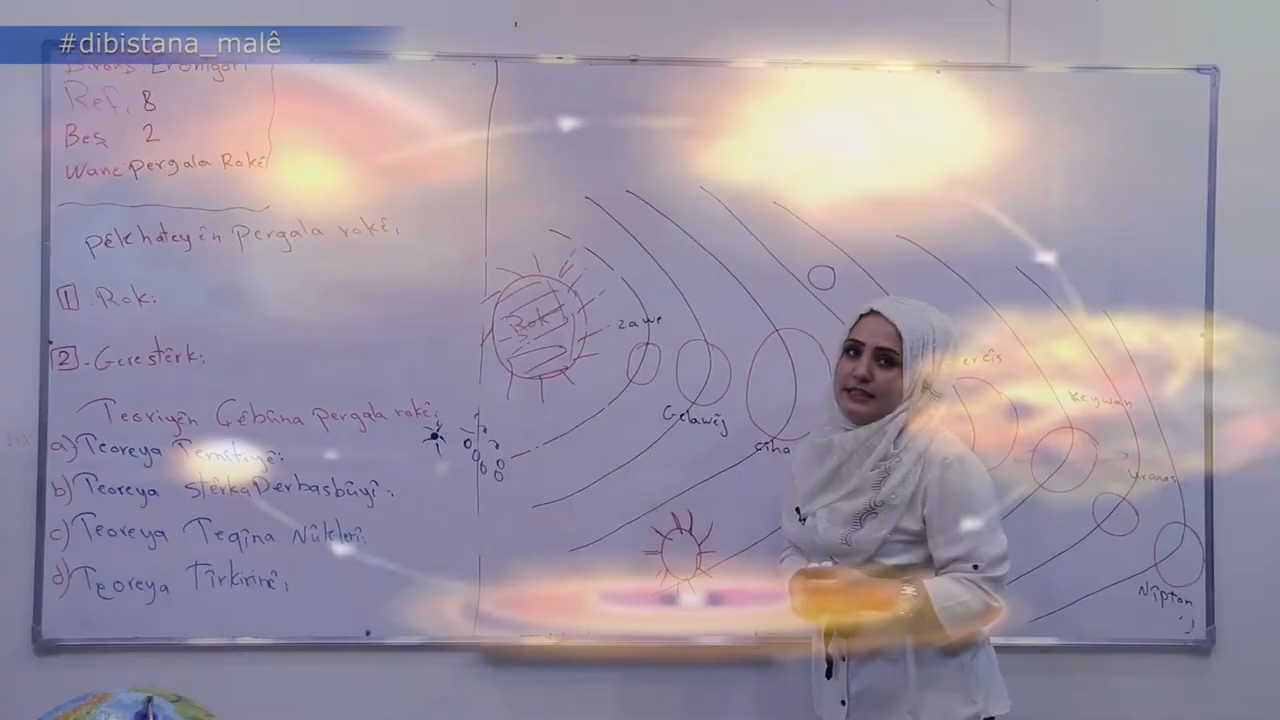 #dibistana_malê
Ref. 8
Beş 2
Wane: Pergala Rokê
Pêkhateyên Pergala rokê.
1 - Rok:
2 - Gerestêrk:
Teoriyên Çêbûna pergala rokê:
a) Teoreya
b) Teoreya stêrka Derbasbûyî:
c) Teoreya Teqîna Nûklerî:
d) Teoreya Tîrkirinê.
Rok
zawe
Gelawêj
Ciha
Keywan
Uranos
Nîpton